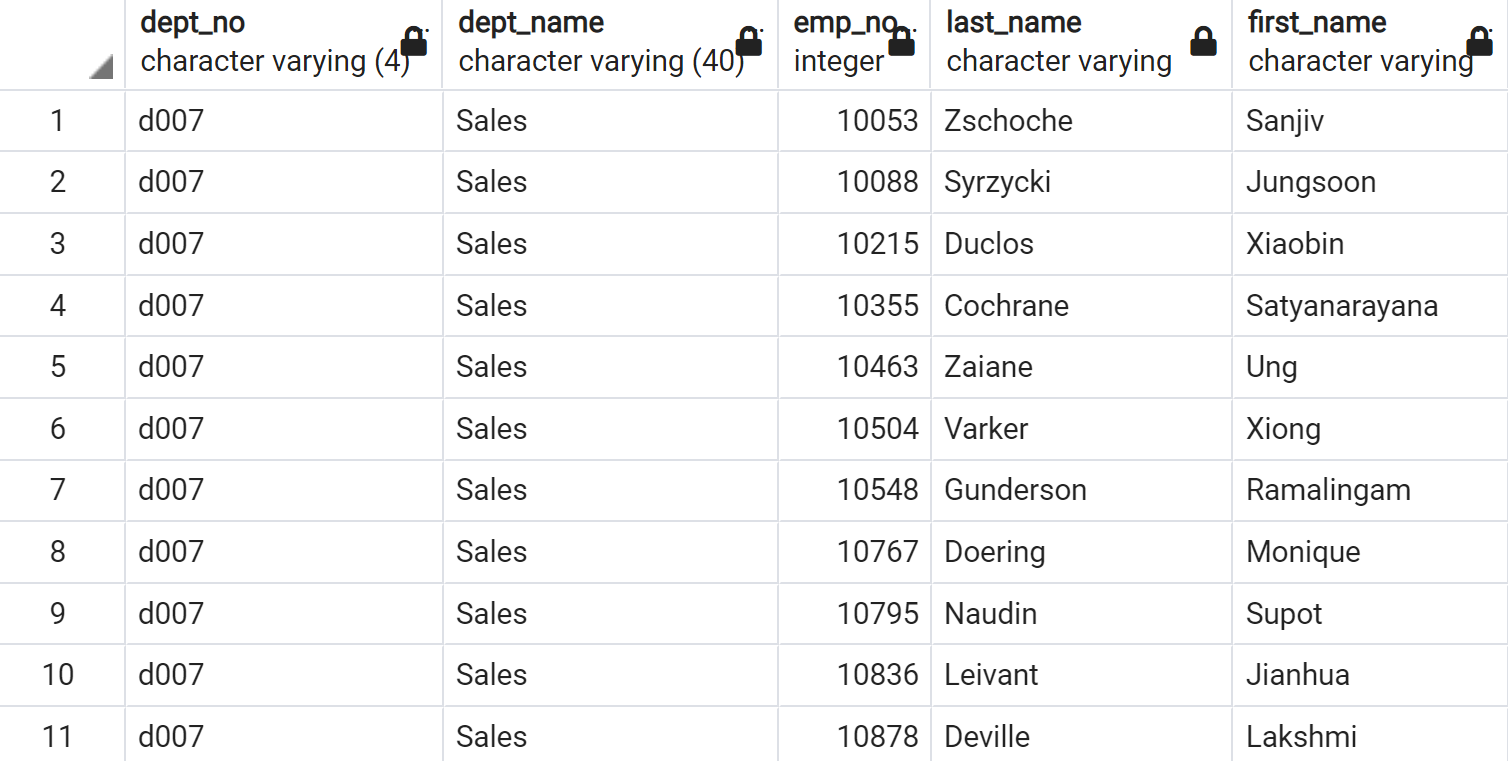 dept_no dept_name emp_no last_name first_name
character varying (4) character varying (40) integer character varying character varying
1 d007 Sales 10053 Zschoche Sanjiv
2 d007 Sales 10088 Syrzycki Jungsoon
3 d007 Sales 10215 Duclos Xiaobin
4 d007 Sales 10355 Cochrane Satyanarayana
5 d007 Sales 10463 Zaiane Ung
6 d007 Sales 10504 Varker Xiong
7 d007 Sales 10548 Gunderson Ramalingam
8 d007 Sales 10767 Doering Monique
9 d007 Sales 10795 Naudin Supot
10 d007 Sales 10836 Leivant Jianhua
11 d007 Sales 10878 Deville Lakshmi